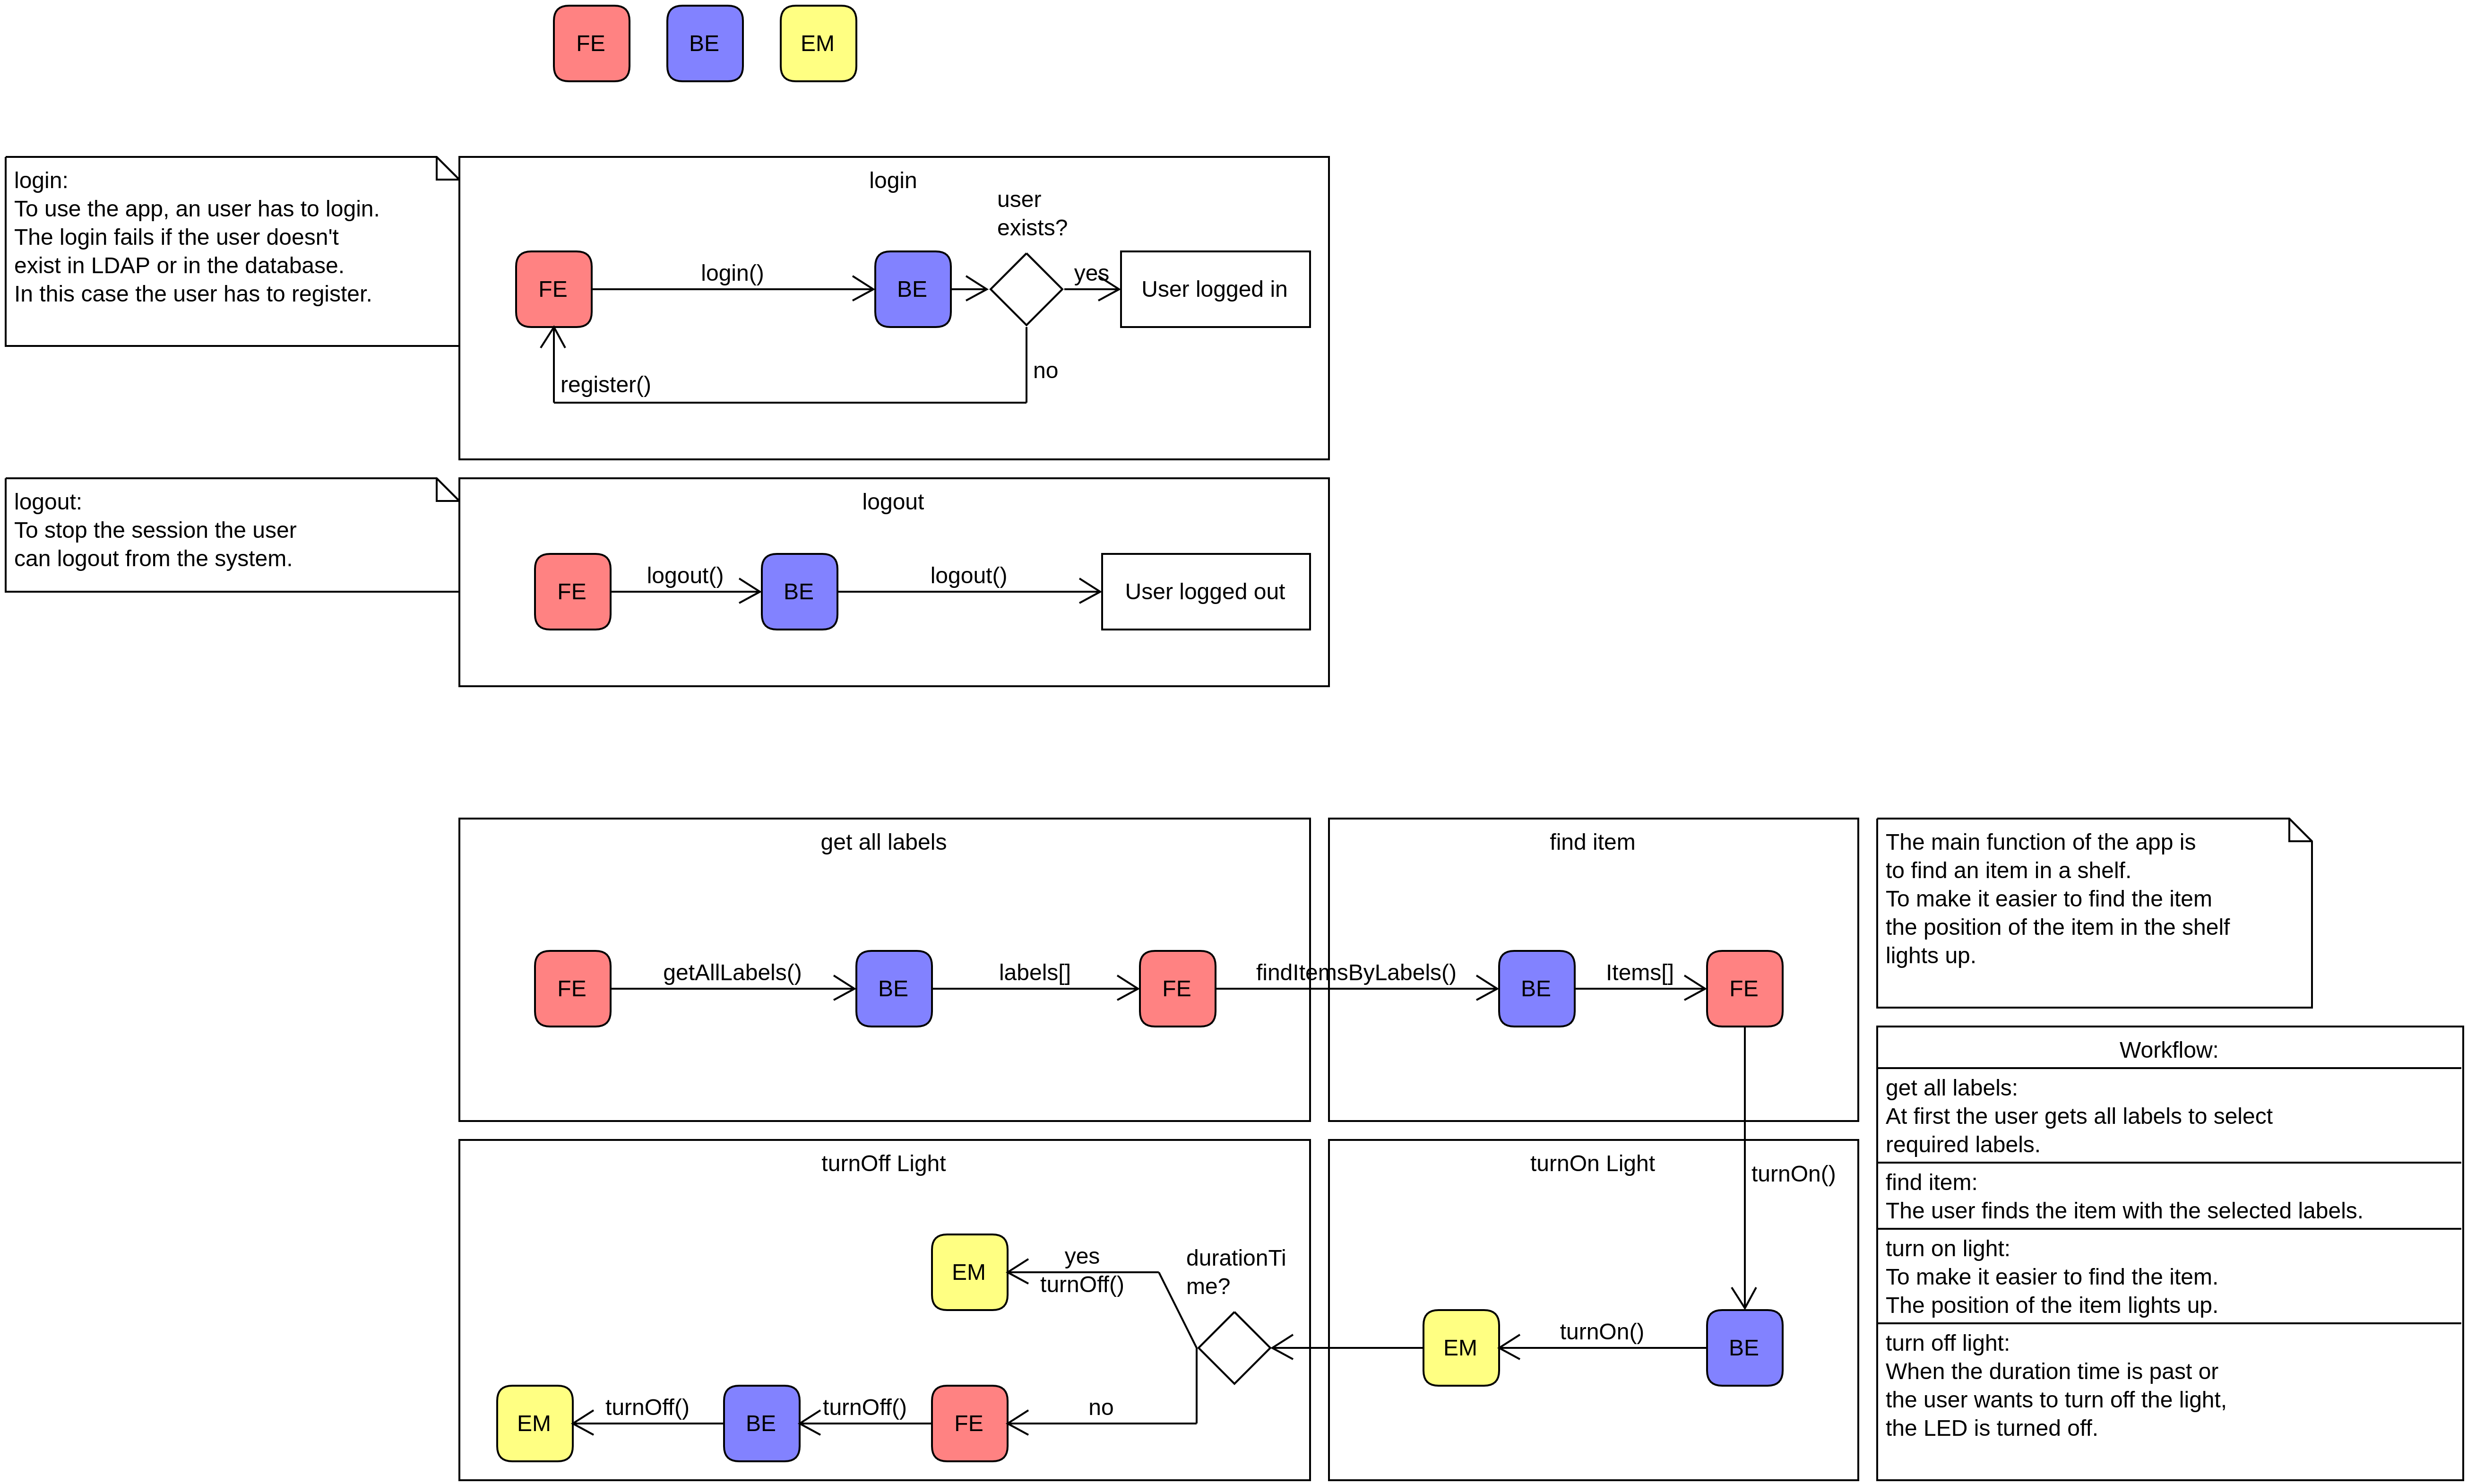 FE
BE
EM
login:
To use the app, an user has to login.
The login fails if the user doesn't
exist in LDAP or in the database.
In this case the user has to register.
login
user
exists?
FE
login()
BE
yes
User logged in
register()
no
logout:
To stop the session the user
can logout from the system.
logout
FE
logout()
BE
logout()
User logged out
get all labels
FE
getAllLabels()
BE
labels[]
FE
findItemsByLabels()
find item
BE
Items[]
FE
The main function of the app is
to find an item in a shelf.
To make it easier to find the item
the position of the item in the shelf
lights up.
turnOff Light
EM
yes
turnOff()
durationTi
me?
EM
turnOff()
BE
turnOff()
FE
no
turnOn Light
turnOn()
EM
turnOn()
BE
Workflow:
get all labels:
At first the user gets all labels to select
required labels.
find item:
The user finds the item with the selected labels.
turn on light:
To make it easier to find the item.
The position of the item lights up.
turn off light:
When the duration time is past or
the user wants to turn off the light,
the LED is turned off.